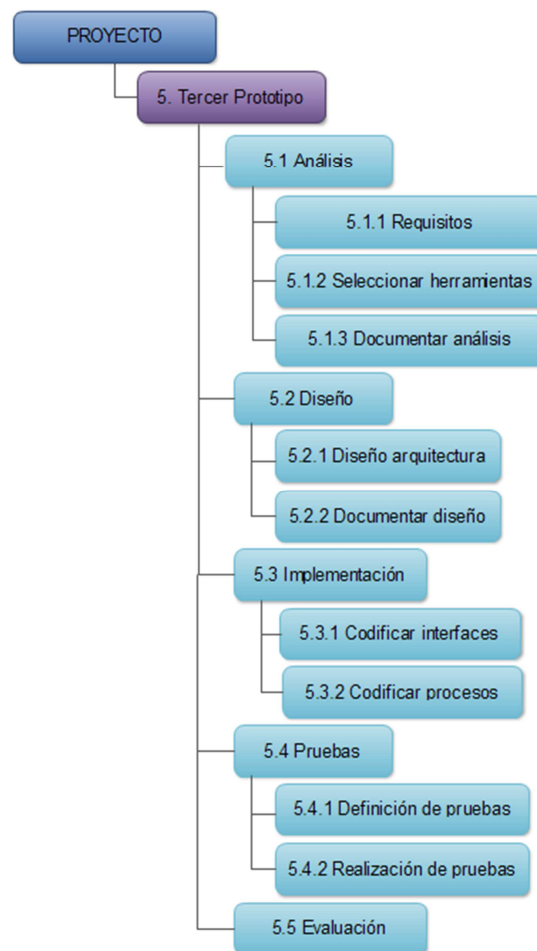 PROYECTO
5. Tercer Prototipo
5.1 Análisis
5.1.1 Requisitos
5.1.2 Seleccionar herramientas
5.1.3 Documentar análisis
5.2 Diseño
5.2.1 Diseño arquitectura
5.2.2 Documentar diseño
5.3 Implementación
5.3.1 Codificar interfaces
5.3.2 Codificar procesos
5.4 Pruebas
5.4.1 Definición de pruebas
5.4.2 Realización de pruebas
5.5 Evaluación